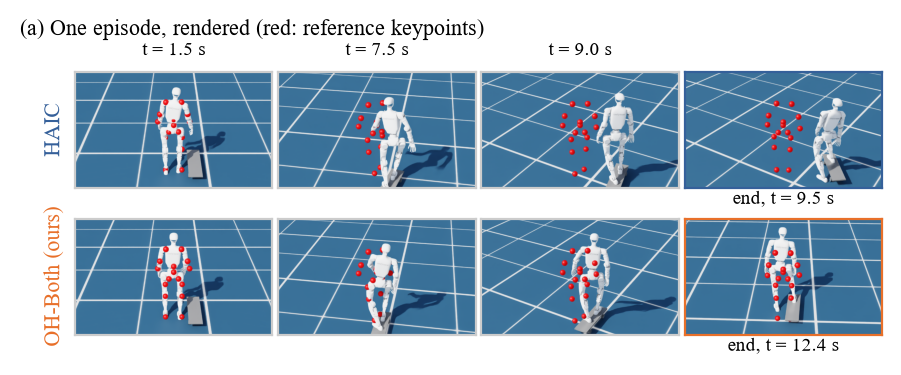 (a) One episode, rendered (red: reference keypoints)
t = 1.5 s
t = 7.5 s
t = 9.0 s
HAIC
end, t = 9.5 s
OH-Both (ours)
end, t = 12.4 s